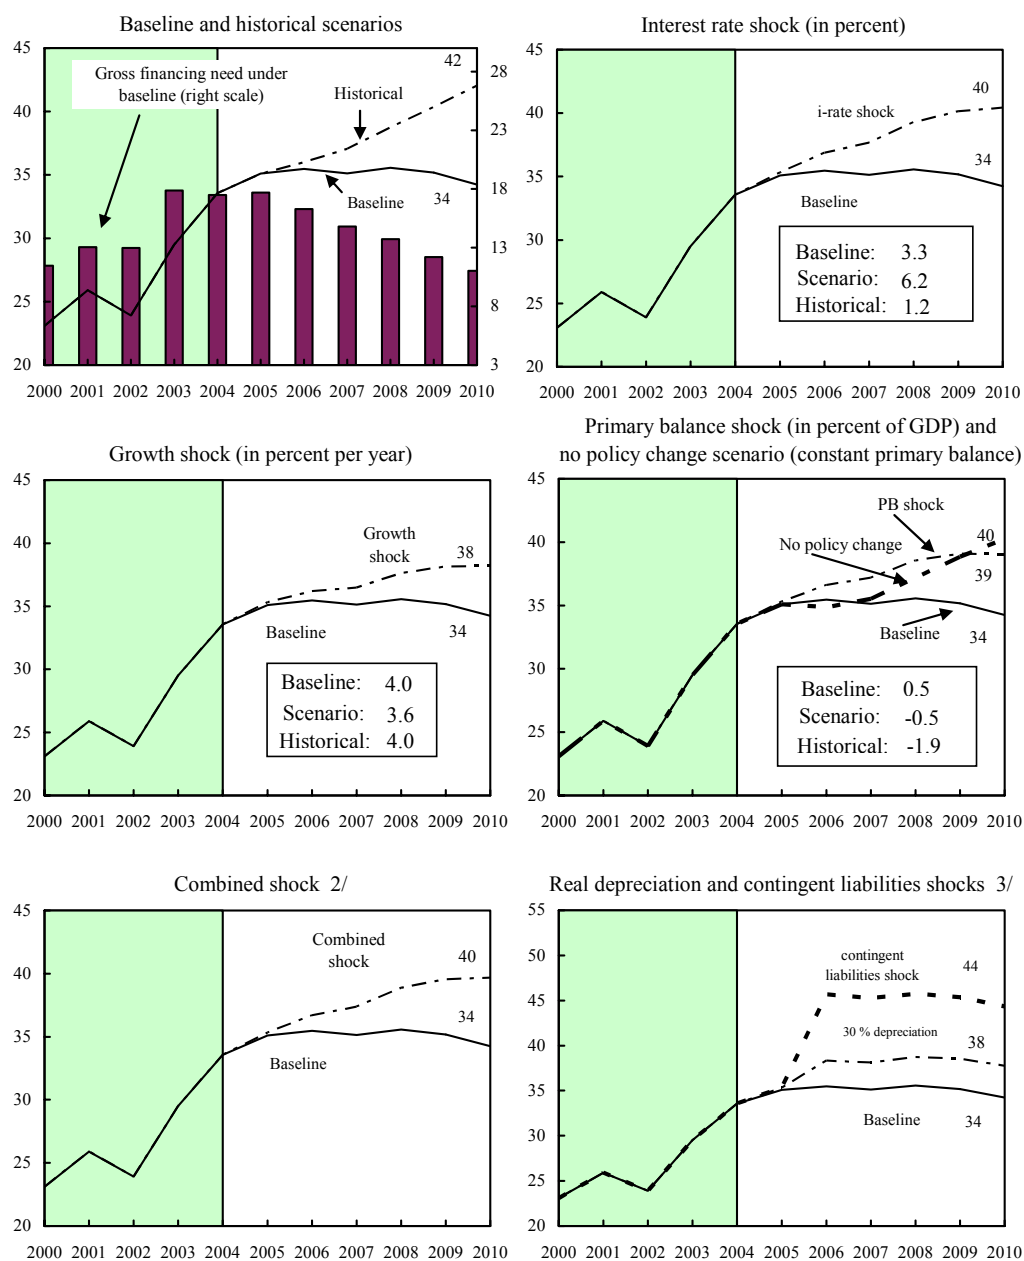 Baseline and historical scenarios
45
40
35
30
25
20
28
23
18
13
8
3
Gross financing need under
baseline (right scale)
Historical
42
Baseline
34
2000 2001 2002 2003 2004 2005 2006 2007 2008 2009 2010
Interest rate shock (in percent)
45
40
35
30
25
20
i-rate shock
40
34
Baseline
Baseline: 3.3
Scenario: 6.2
Historical: 1.2
2000 2001 2002 2003 2004 2005 2006 2007 2008 2009 2010
Growth shock (in percent per year)
45
40
35
30
25
20
Growth
shock
38
Baseline
34
Baseline: 4.0
Scenario: 3.6
Historical: 4.0
2000 2001 2002 2003 2004 2005 2006 2007 2008 2009 2010
Primary balance shock (in percent of GDP) and
no policy change scenario (constant primary balance)
45
40
35
30
25
20
PB shock
No policy change
40
39
Baseline
34
Baseline: 0.5
Scenario: -0.5
Historical: -1.9
2000 2001 2002 2003 2004 2005 2006 2007 2008 2009 2010
Combined shock 2/
45
40
35
30
25
20
Combined
shock
40
34
Baseline
2000 2001 2002 2003 2004 2005 2006 2007 2008 2009 2010
Real depreciation and contingent liabilities shocks 3/
55
50
45
40
35
30
25
20
contingent
liabilities shock
44
30 % depreciation
38
Baseline
34
2000 2001 2002 2003 2004 2005 2006 2007 2008 2009 2010